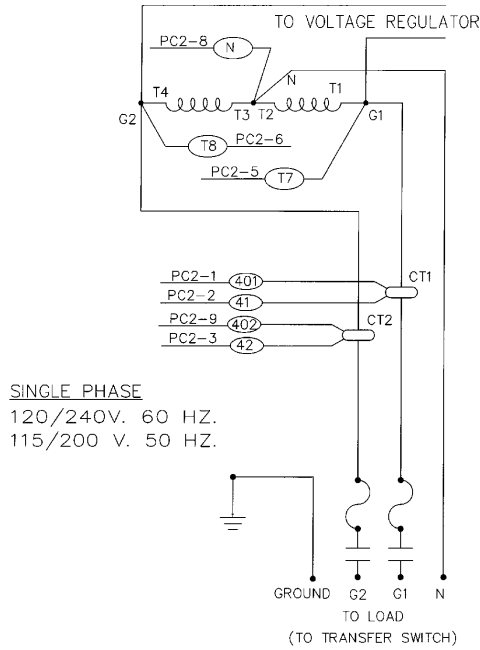 TO VOLTAGE REGULATOR
PC2-8
N
N
T4
T1
G2
T3
T2
G1
T8
PC2-6
PC2-5
T7
PC2-1
401
CT1
PC2-2
41
PC2-9
402
CT2
PC2-3
42
SINGLE PHASE
120/240V. 60 HZ.
115/200 V. 50 HZ.
GROUND
G2
G1
N
TO LOAD
(TO TRANSFER SWITCH)